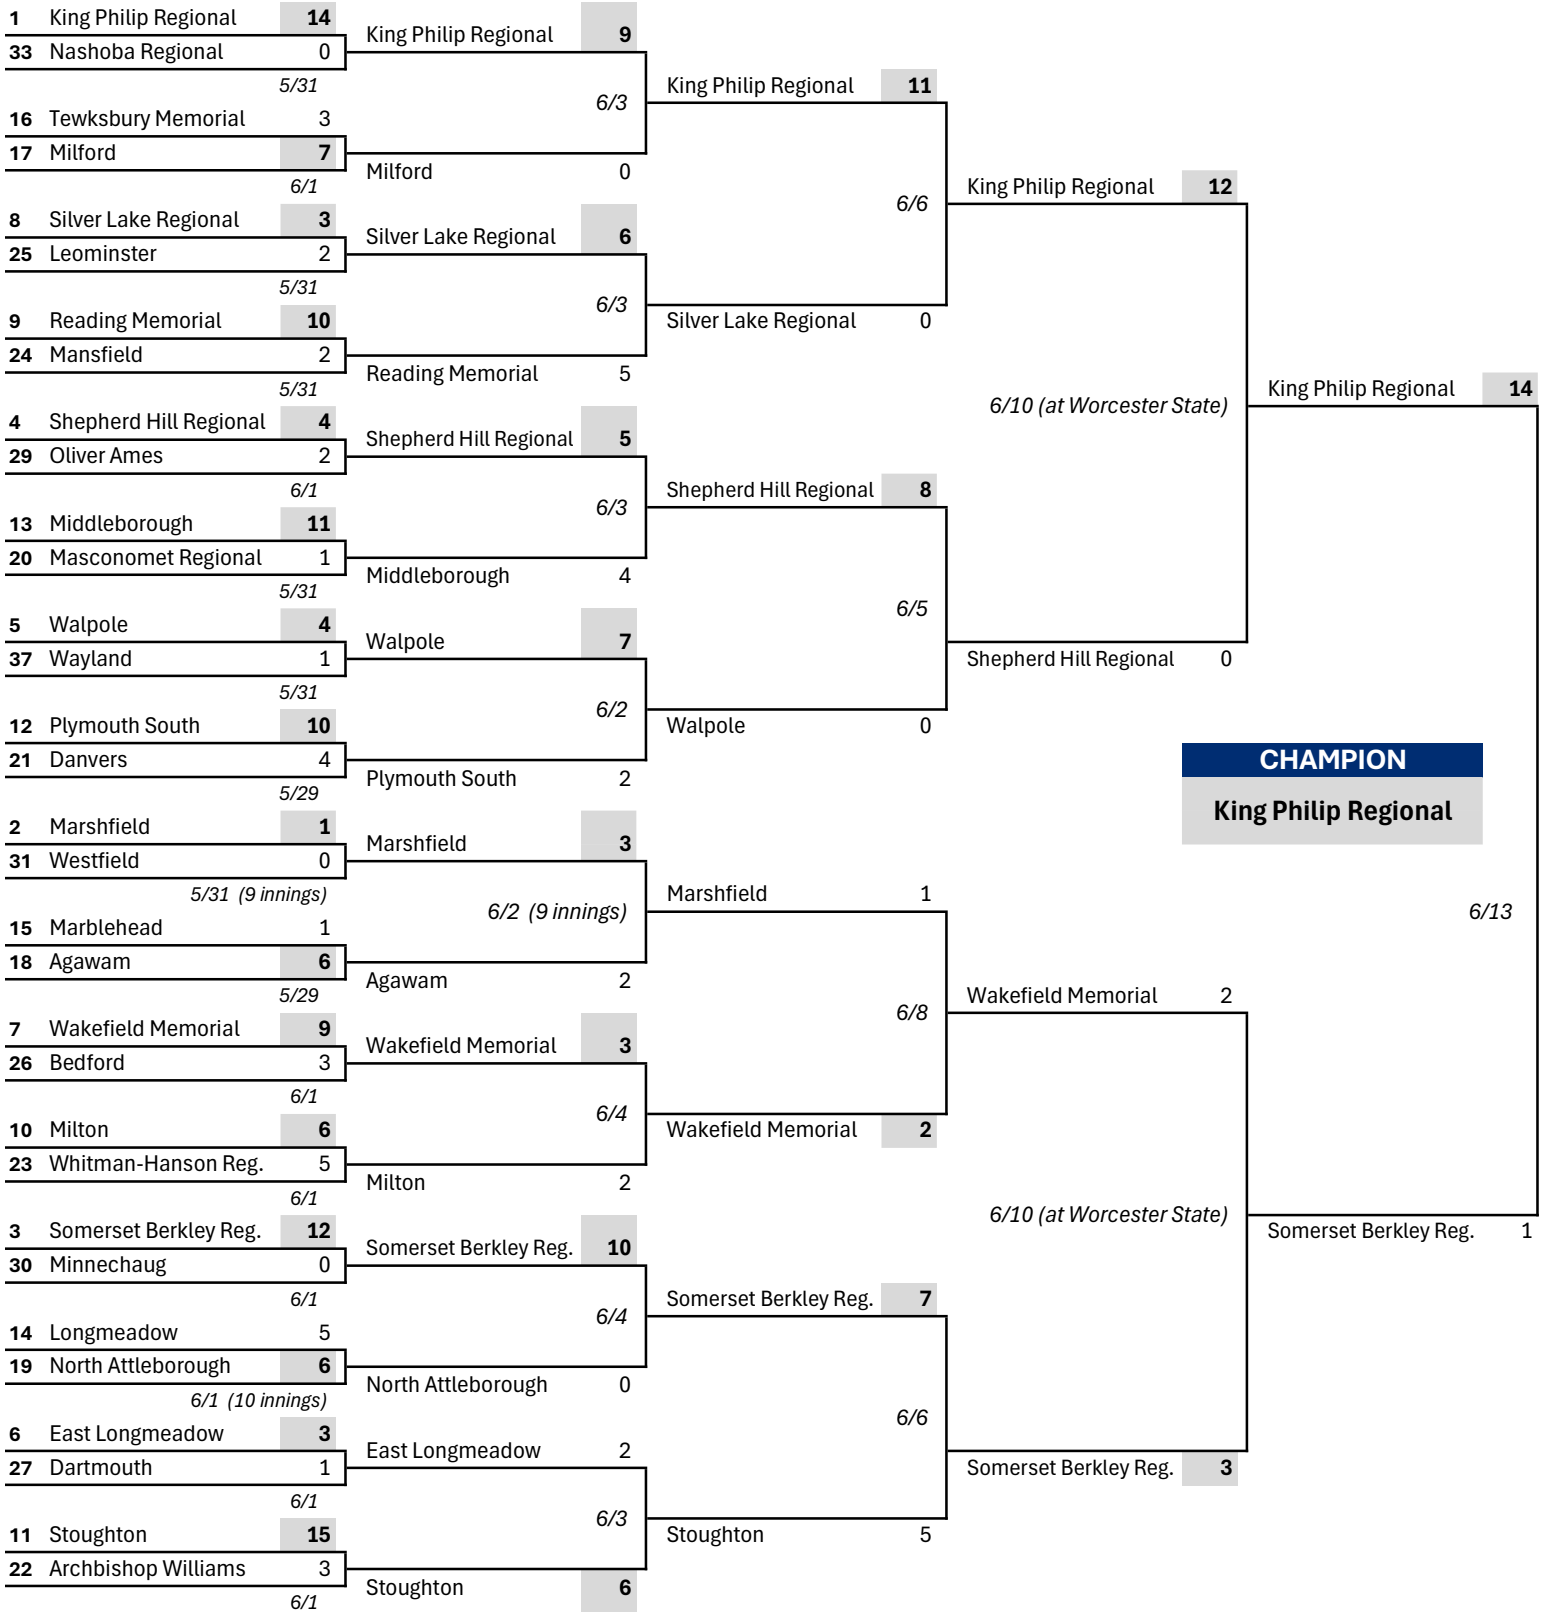 1 King Philip Regional 14
33 Nashoba Regional 0
5/31
16 Tewksbury Memorial 3
17 Milford 7
6/1
8 Silver Lake Regional 3
25 Leominster 2
5/31
9 Reading Memorial 10
24 Mansfield 2
5/31
4 Shepherd Hill Regional 4
29 Oliver Ames 2
6/1
13 Middleborough 11
20 Masconomet Regional 1
5/31
5 Walpole 4
37 Wayland 1
5/31
12 Plymouth South 10
21 Danvers 4
5/29
2 Marshfield 1
31 Westfield 0
5/31 (9 innings)
15 Marblehead 1
18 Agawam 6
5/29
7 Wakefield Memorial 9
26 Bedford 3
6/1
10 Milton 6
23 Whitman-Hanson Reg. 5
6/1
3 Somerset Berkley Reg. 12
30 Minnechaug 0
6/1
14 Longmeadow 5
19 North Attleborough 6
6/1 (10 innings)
6 East Longmeadow 3
27 Dartmouth 1
6/1
11 Stoughton 15
22 Archbishop Williams 3
6/1
King Philip Regional 9
6/3
Milford 0
Silver Lake Regional 6
6/3
Reading Memorial 5
Shepherd Hill Regional 5
6/3
Middleborough 4
Walpole 7
6/2
Plymouth South 2
Marshfield 3
6/2 (9 innings)
Agawam 2
Wakefield Memorial 3
6/4
Milton 2
Somerset Berkley Reg. 10
6/4
North Attleborough 0
East Longmeadow 2
6/3
Stoughton 6
King Philip Regional 11
6/6
Silver Lake Regional 0
Shepherd Hill Regional 8
6/5
Walpole 0
Marshfield 1
6/8
Wakefield Memorial 2
Somerset Berkley Reg. 7
6/6
Stoughton 5
King Philip Regional 12
6/10 (at Worcester State)
Shepherd Hill Regional 0
Wakefield Memorial 2
6/10 (at Worcester State)
Somerset Berkley Reg. 3
King Philip Regional 14
6/13
Somerset Berkley Reg. 1
CHAMPION
King Philip Regional